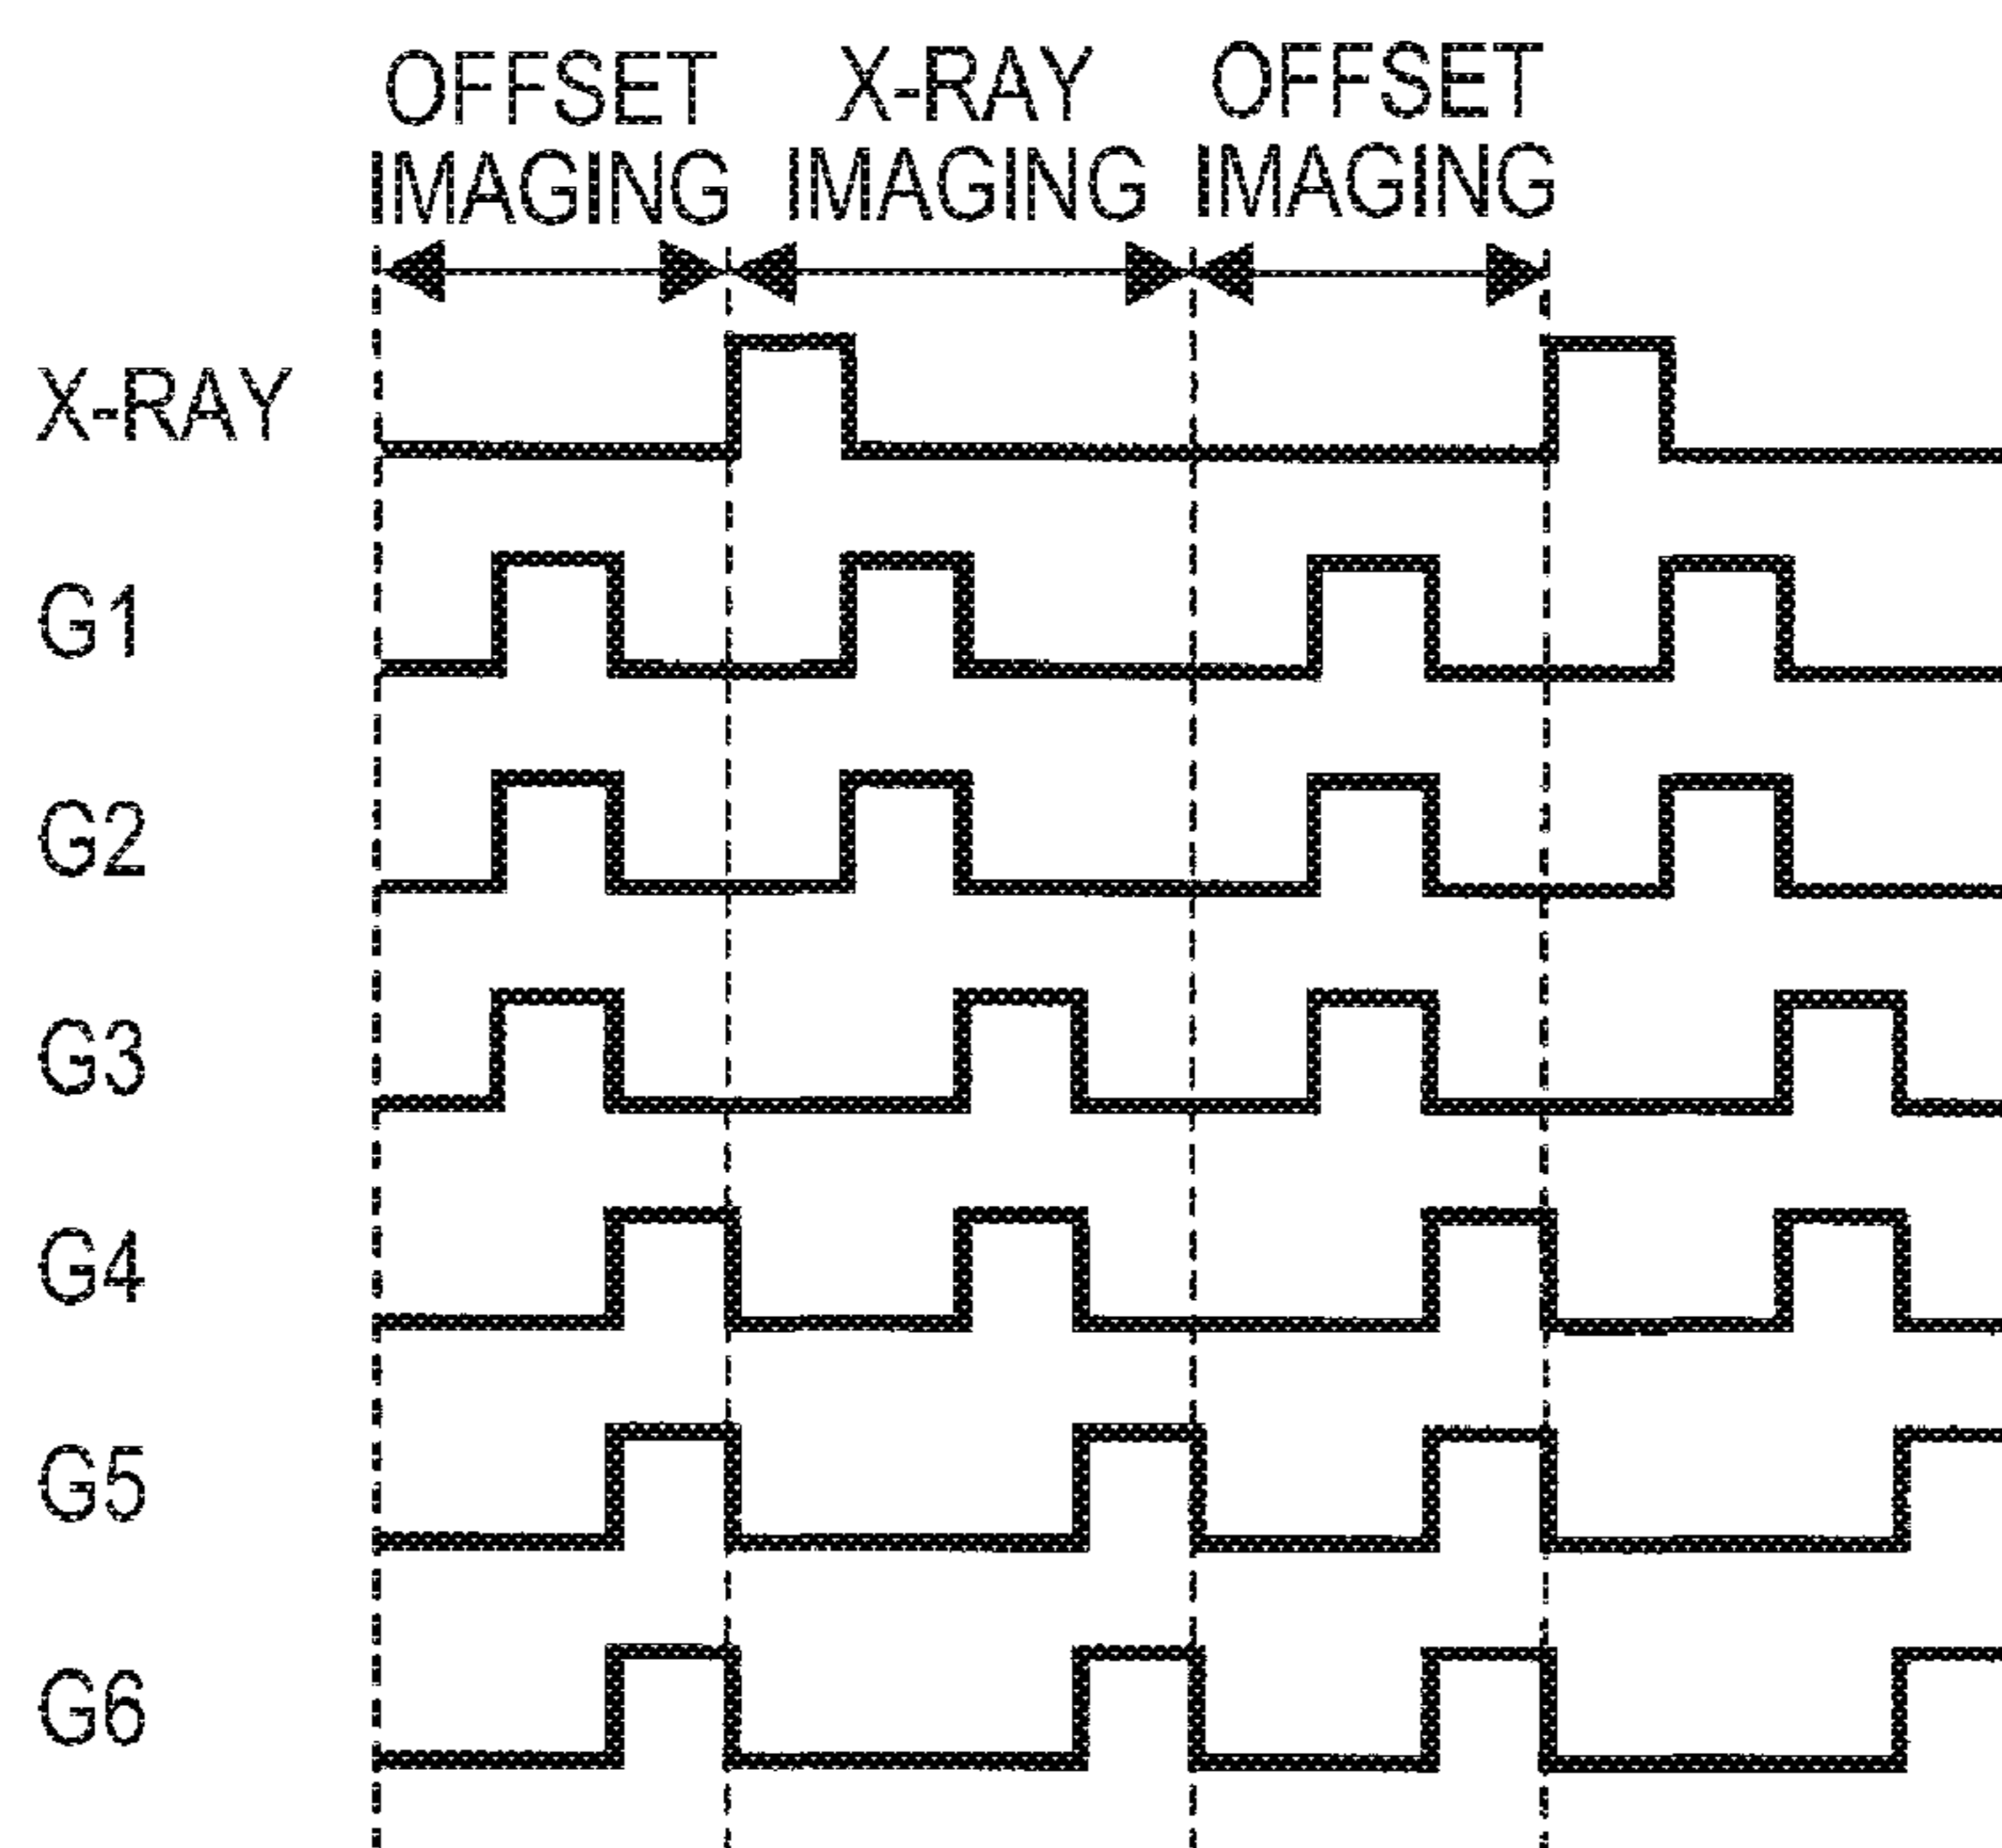 OFFSET IMAGING
X-RAY IMAGING
OFFSET IMAGING
X-RAY
G1
G2
G3
G4
G5
G6